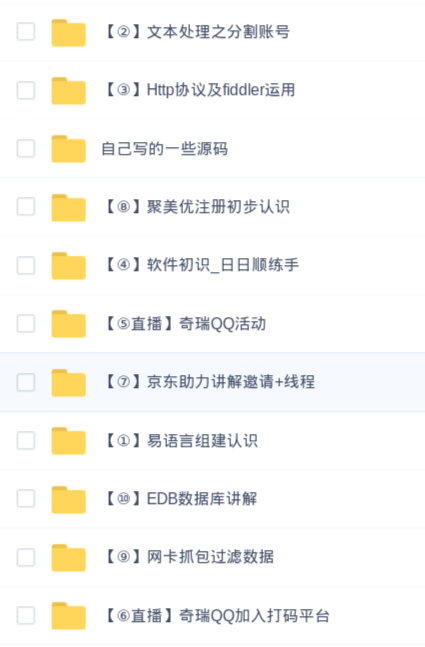 【②】文本处理之分割账号
【③】Http协议及fiddler运用
自己写的一些源码
【⑧】聚美优注册初步认识
【④】软件初识_日日顺练手
【⑤直播】奇瑞QQ活动
【⑦】京东助力讲解邀请+线程
【①】易语言组建认识
【⑩】EDB数据库讲解
【⑨】网卡抓包过滤数据
【⑥直播】奇瑞QQ加入打码平台